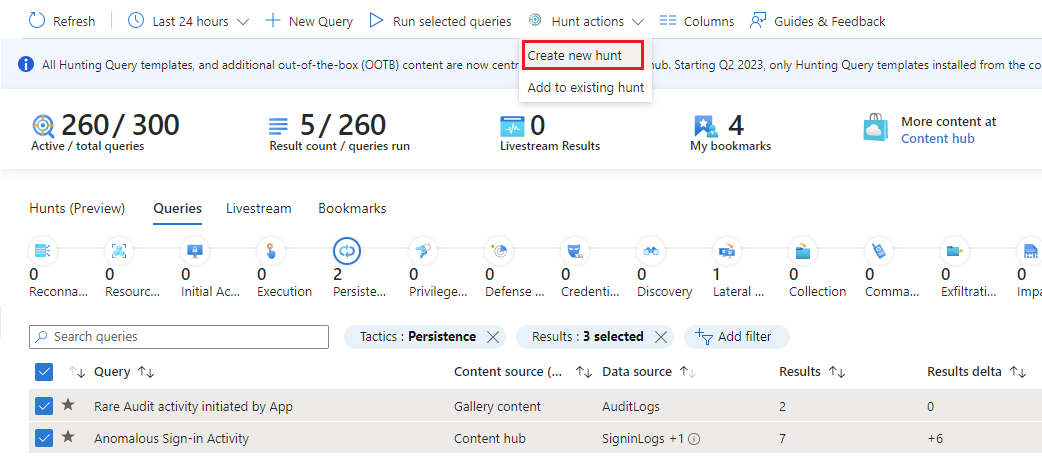 Refresh Last 24 hours New Query Run selected queries Hunt actions Columns Guides & Feedback
Create new hunt
All Hunting Query templates, and additional out-of-the-box (OOTB) content are now centr hub. Starting Q2 2023, only Hunting Query templates installed from the co
Add to existing hunt
260 / 300 5 / 260 0 4
Active / total queries Result count / queries run Livestream Results My bookmarks
More content at
Content hub
Hunts (Preview) Queries Livestream Bookmarks
0 0 0 0 2 0 0 0 0 1 0 0 0 0
Reconna... Resourc... Initial Ac... Execution Persiste... Privilege... Defense ... Credenti... Discovery Lateral ... Collection Comma... Exfiltrati... Impa
Search queries Tactics : Persistence Results : 3 selected Add filter
Query Content source (... Data source Results Results delta
Rare Audit activity initiated by App Gallery content AuditLogs 2 0
Anomalous Sign-in Activity Content hub SigninLogs +1 7 +6